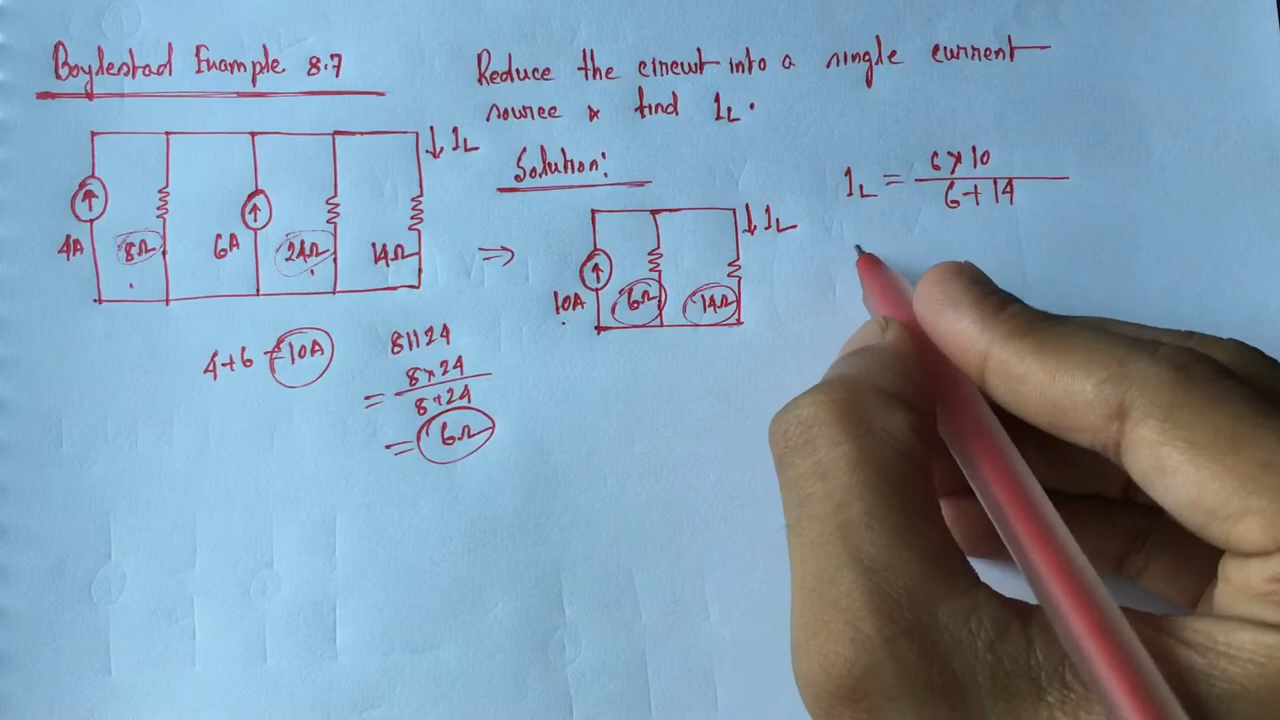 Boylestad Example 8.7
Reduce the circuit into a single current
source & find IL.
Solution:
↓ IL
4A
8Ω
6A
24Ω
14Ω
⇒
↓ IL
10A
6Ω
14Ω
4+6 = 10A
8||24
= 8×24
8+24
= 6Ω
IL = 6×10
6+14